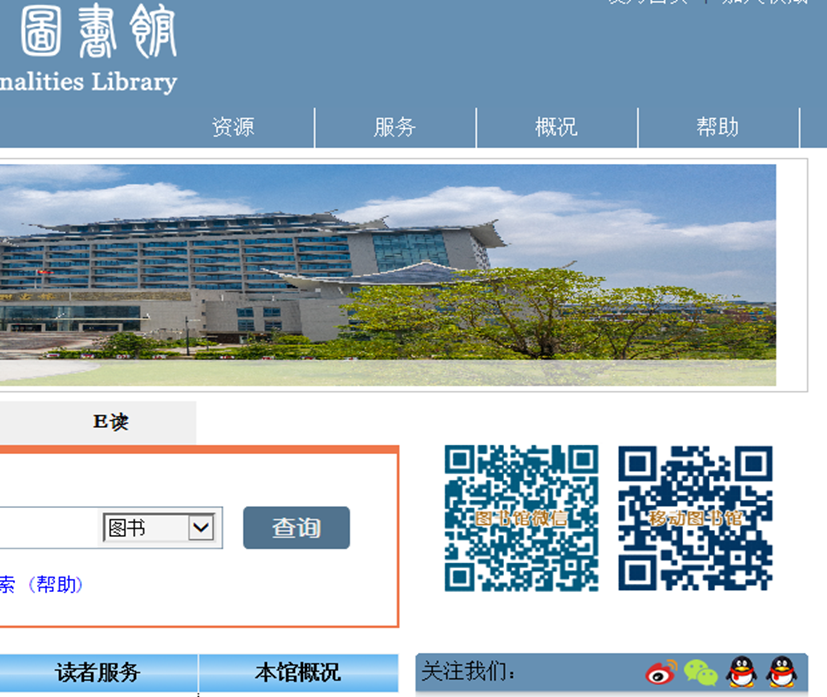 圖書館
nalities Library
资源 服务 概况 帮助
E读
图书 查询
索 (帮助)
图书馆微信 移动图书馆
读者服务 本馆概况 关注我们: